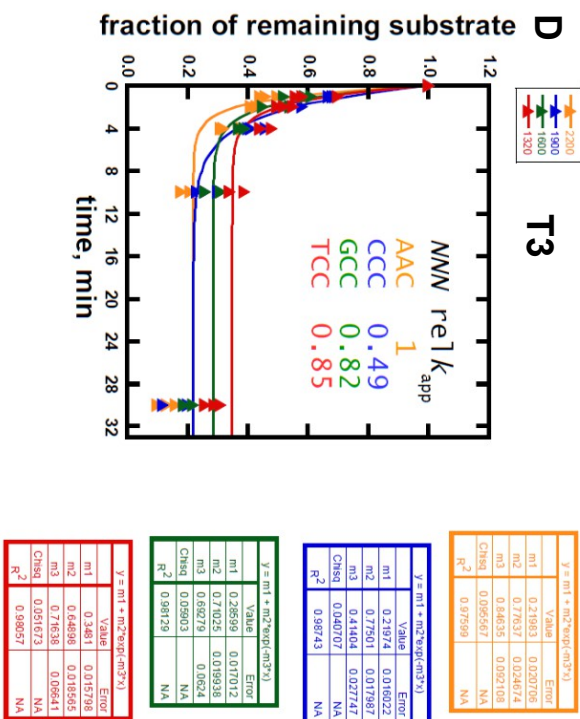 D
T3
2200
1900
1600
1320
fraction of remaining substrate
1.2
1.0
0.8
0.6
0.4
0.2
0.0
0 4 8 12 16 20 24 28 32
time, min
NNN relk app
AAC 1
CCC 0.49
GCC 0.82
TCC 0.85
y = m1 + m2*exp(-m3*x)
Value Error
m1 0.21983 0.020706
m2 0.77637 0.024674
m3 0.84635 0.092108
Chisq 0.095567 NA
R² 0.97599 NA
y = m1 + m2*exp(-m3*x)
Value Error
m1 0.21974 0.016022
m2 0.77501 0.017987
m3 0.41404 0.027747
Chisq 0.040707 NA
R² 0.98743 NA
y = m1 + m2*exp(-m3*x)
Value Error
m1 0.28599 0.017012
m2 0.71025 0.019938
m3 0.69279 0.0624
Chisq 0.05903 NA
R² 0.98129 NA
y = m1 + m2*exp(-m3*x)
Value Error
m1 0.3481 0.015798
m2 0.64898 0.018565
m3 0.71638 0.06641
Chisq 0.051673 NA
R² 0.98057 NA